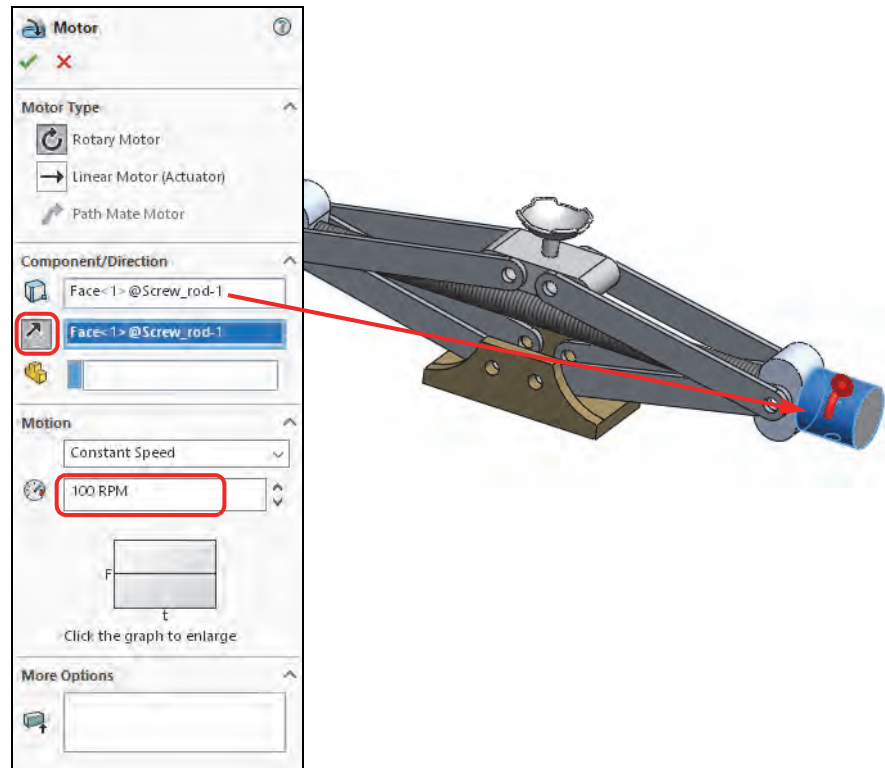 Motor
Motor Type
Rotary Motor
Linear Motor (Actuator)
Path Mate Motor
Component/Direction
Face<1>@Screw_rod-1
Face<1>@Screw_rod-1
Motion
Constant Speed
100 RPM
F
t
Click the graph to enlarge
More Options